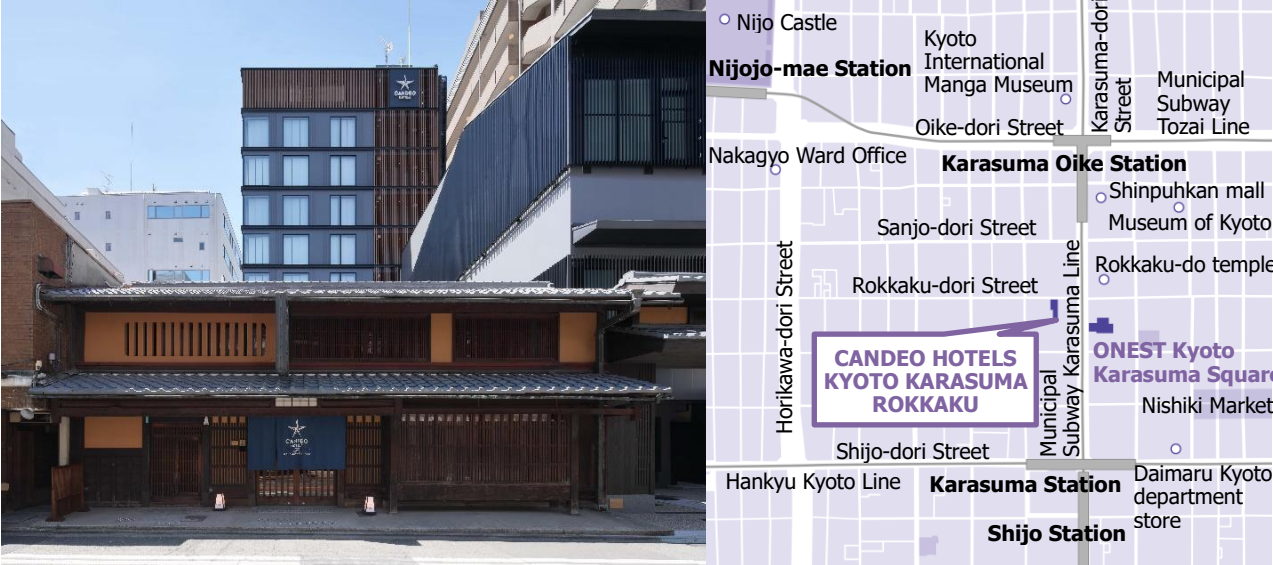 CANDEO
HOTELS
CANDEO
HOTELS
Nijo Castle
Nijojo-mae Station
Kyoto
International
Manga Museum
Karasuma-dori
Street
Municipal
Subway
Tozai Line
Oike-dori Street
Nakagyo Ward Office
Karasuma Oike Station
Shinpuhkan mall
Museum of Kyoto
Sanjo-dori Street
Rokkaku-do temple
Rokkaku-dori Street
Horikawa-dori Street
Municipal
Subway Karasuma Line
CANDEO HOTELS
KYOTO KARASUMA
ROKKAKU
ONEST Kyoto
Karasuma Square
Nishiki Market
Shijo-dori Street
Hankyu Kyoto Line
Karasuma Station
Daimaru Kyoto
department
store
Shijo Station